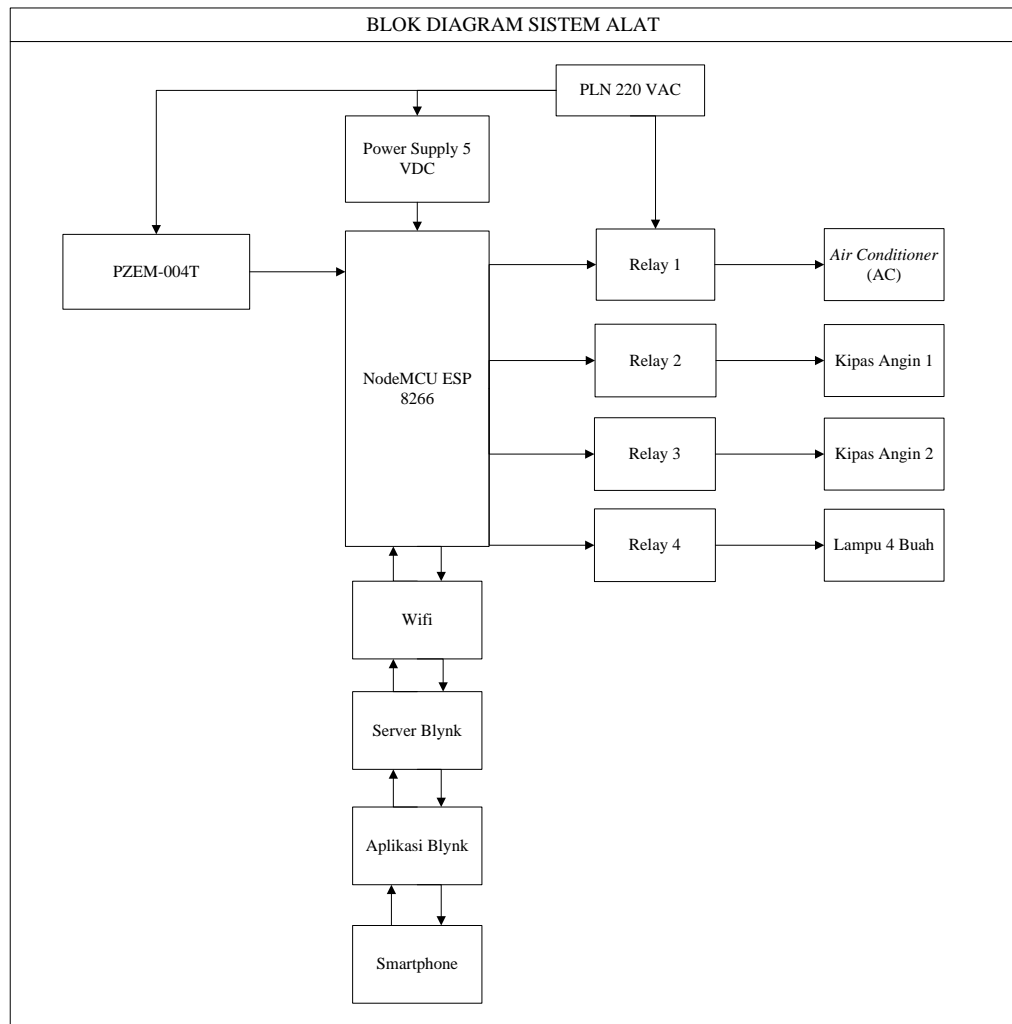 BLOK DIAGRAM SISTEM ALAT
PLN 220 VAC
Power Supply 5
VDC
PZEM-004T
NodeMCU ESP
8266
Relay 1
Air Conditioner
(AC)
Relay 2
Kipas Angin 1
Relay 3
Kipas Angin 2
Relay 4
Lampu 4 Buah
Wifi
Server Blynk
Aplikasi Blynk
Smartphone